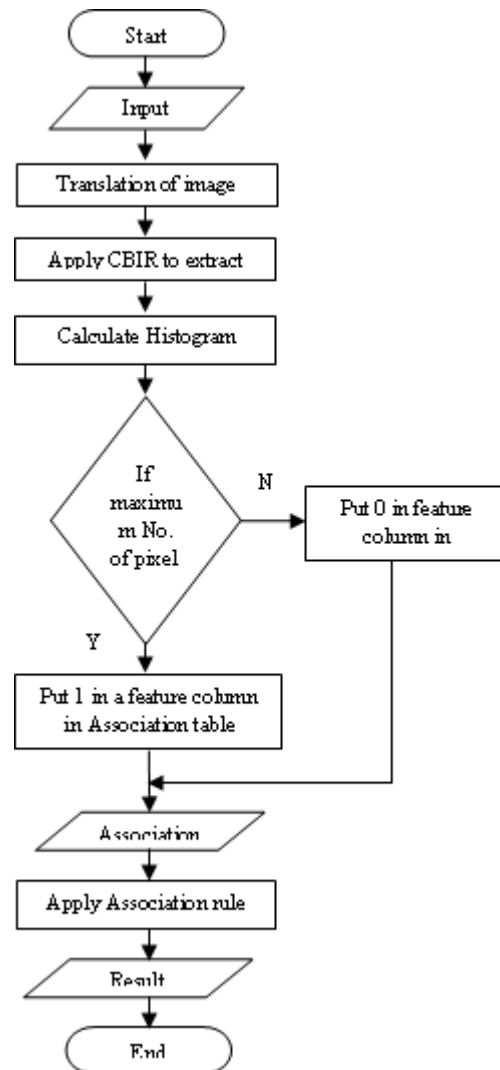 Start
Input
Translation of image
Apply CBIR to extract
Calculate Histogram
If
maximu
m No.
of pixel
N
Put 0 in feature
column in
Y
Put 1 in a feature column
in Association table
Association
Apply Association rule
Result
End